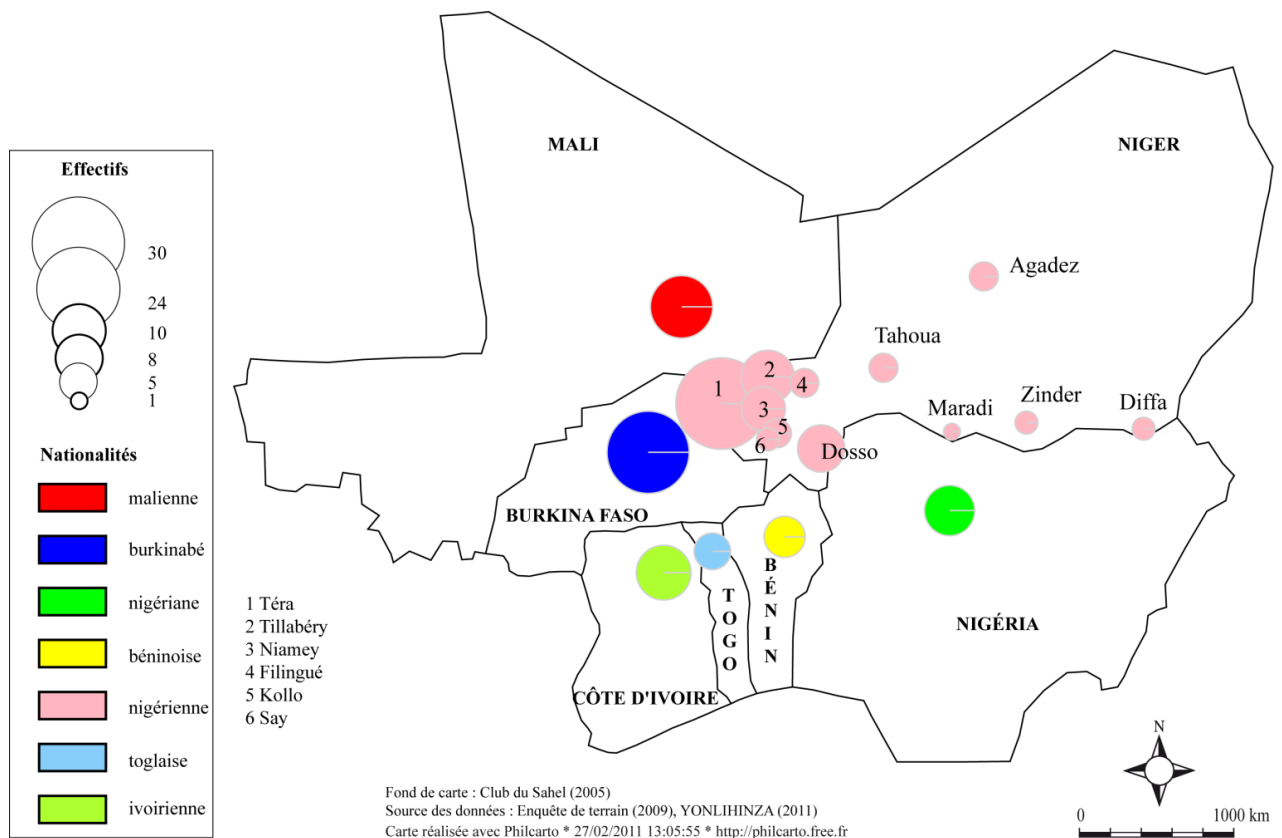 Effectifs
30
24
10
8
5
1
Nationalités
malienne
burkinabé
nigériane
béninoise
nigérienne
toglaise
ivoirienne
MALI
NIGER
Agadez
Tahoua
Maradi
Zinder
Diffa
1
2
3
4
5
6
Dosso
BURKINA FASO
TOGO
BÉNIN
NIGÉRIA
CÔTE D'IVOIRE
1 Téra
2 Tillabéry
3 Niamey
4 Filingué
5 Kollo
6 Say
N
0 1000 km
Fond de carte : Club du Sahel (2005)
Source des données : Enquête de terrain (2009), YONLIHINZA (2011)
Carte réalisée avec Philcarto * 27/02/2011 13:05:55 * http://philcarto.free.fr